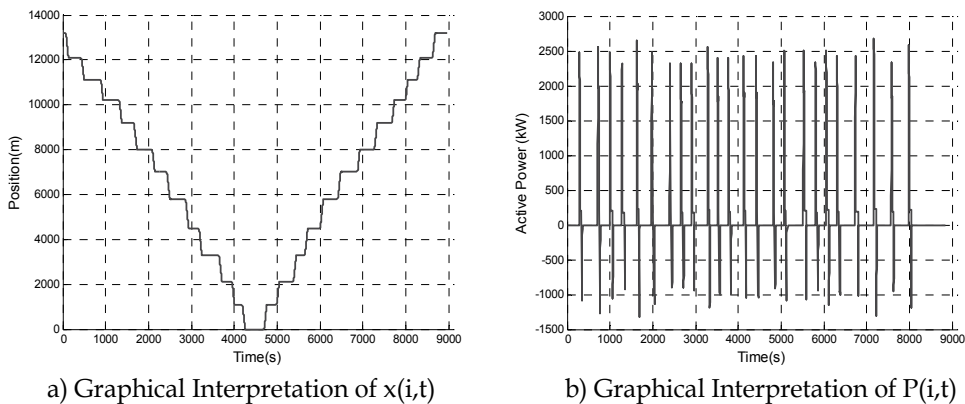 14000
12000
10000
8000
6000
4000
2000
0
Position(m)
0 1000 2000 3000 4000 5000 6000 7000 8000 9000
Time(s)
a) Graphical Interpretation of x(i,t)
3000
2500
2000
1500
1000
500
0
-500
-1000
-1500
Active Power (kW)
0 1000 2000 3000 4000 5000 6000 7000 8000 9000
Time(s)
b) Graphical Interpretation of P(i,t)